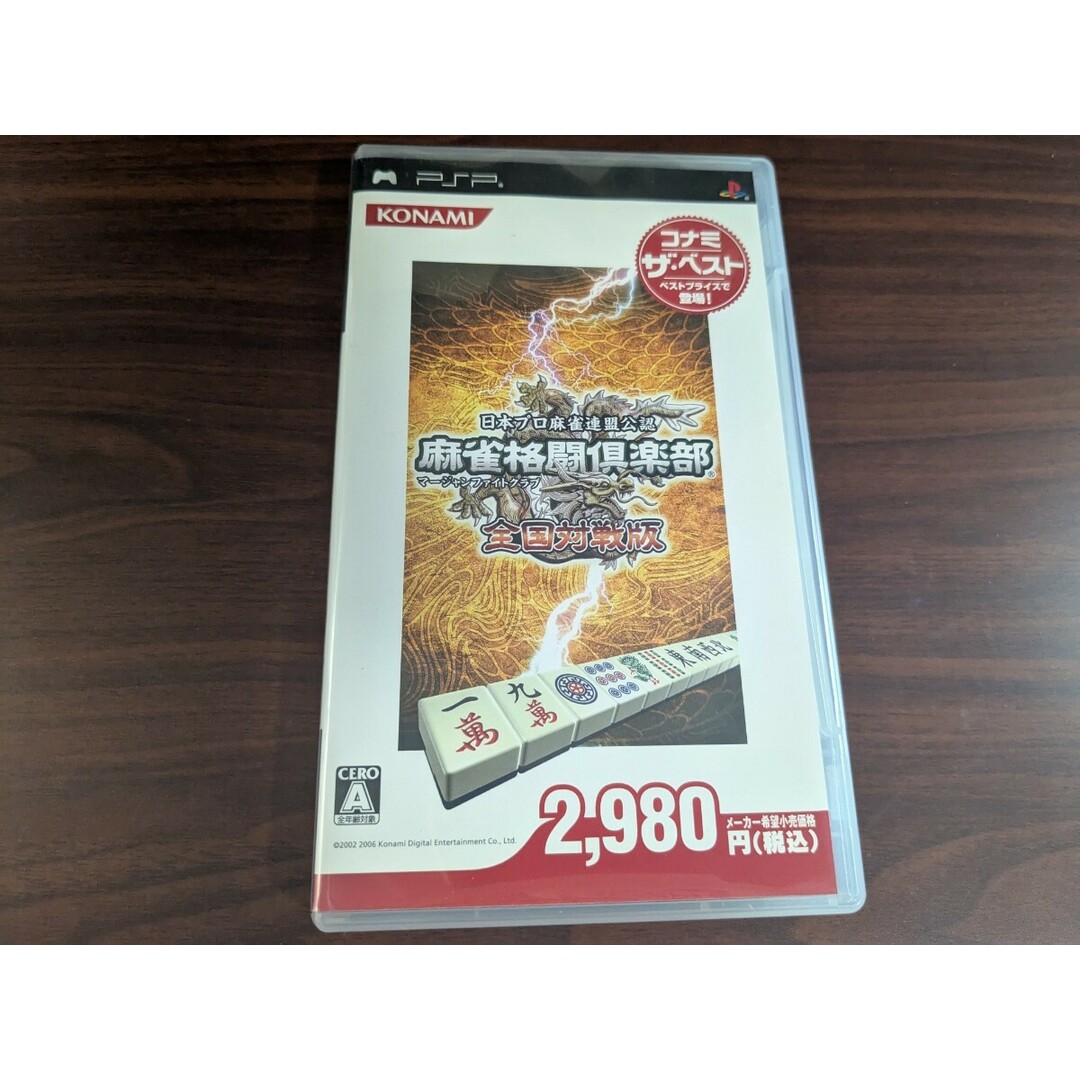 PSP
KONAMI
コナミ
ザ・ベスト
ベストプライスで
登場!
日本プロ麻雀連盟公認
麻雀格闘倶楽部®
マージャンファイトクラブ
全国対戦版
一萬
九萬
東南西北
CERO
A
全年齢対象
2,980
メーカー希望小売価格
円(税込)
©2002 2006 Konami Digital Entertainment Co., Ltd.